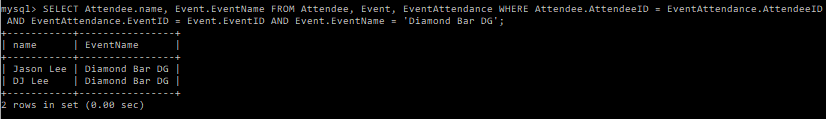 mysql> SELECT Attendee.name, Event.EventName FROM Attendee, Event, EventAttendance WHERE Attendee.AttendeeID = EventAttendance.AttendeeID
 AND EventAttendance.EventID = Event.EventID AND Event.EventName = 'Diamond Bar DG';
+-----------+----------------+
| name      | EventName      |
+-----------+----------------+
| Jason Lee | Diamond Bar DG |
| DJ Lee    | Diamond Bar DG |
+-----------+----------------+
2 rows in set (0.00 sec)